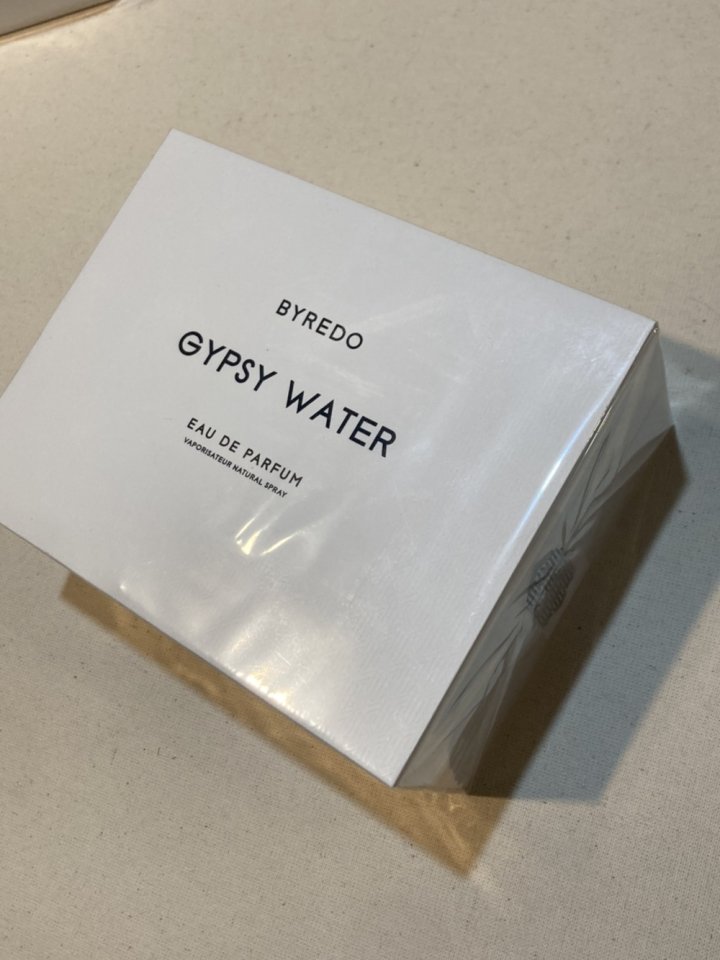 BYREDO
GYPSY WATER
EAU DE PARFUM
VAPORISATEUR NATURAL SPRAY